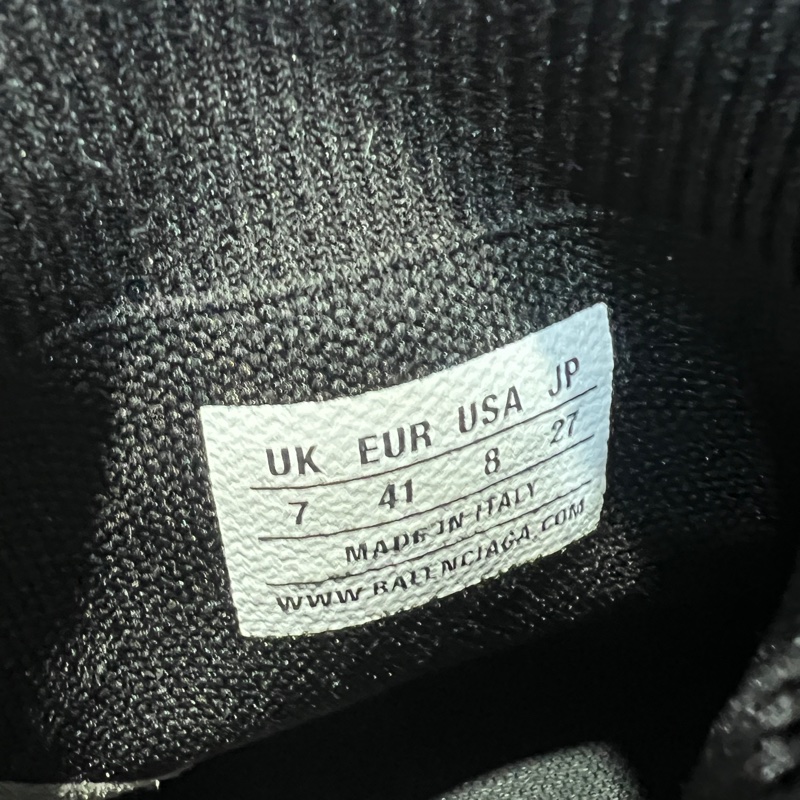 UK EUR USA JP
7 41 8 27
MADE IN ITALY
WWW.BALENCIAGA.COM